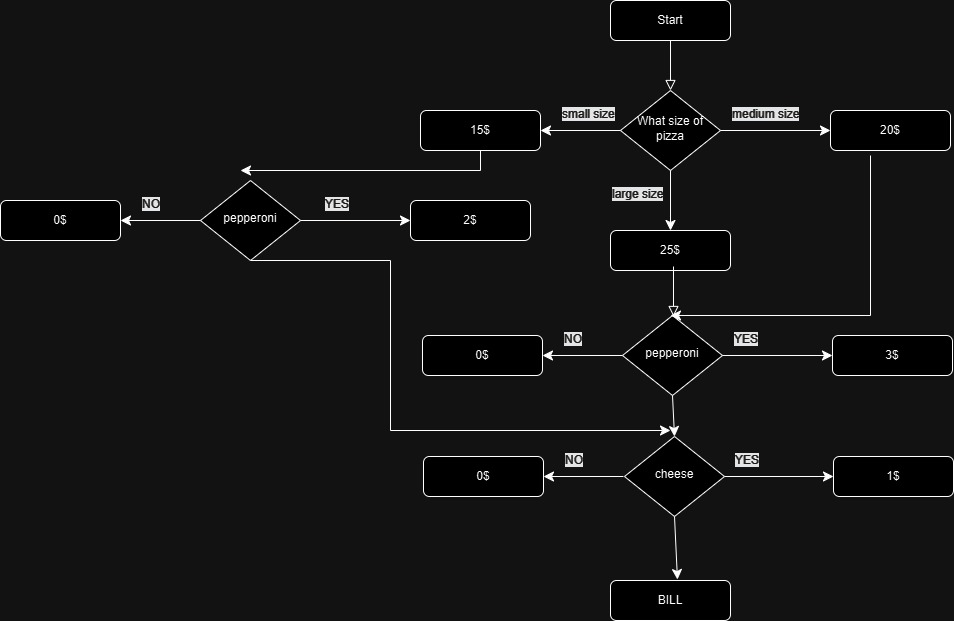 Start
What size of
pizza
small size
medium size
15$
20$
large size
pepperoni
NO
YES
0$
2$
25$
pepperoni
NO
YES
0$
3$
cheese
NO
YES
0$
1$
BILL